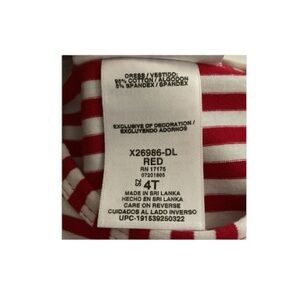 DRESS / VESTIDO:
95% COTTON / ALGODON
5% SPANDEX / SPANDEX
EXCLUSIVE OF DECORATION /
EXCLUYENDO ADORNOS
X26986-DL
RED
RN 17175
07201805
4T
MADE IN SRI LANKA
HECHO EN SRI LANKA
CARE ON REVERSE
CUIDADOS AL LADO INVERSO
UPC-191539250322